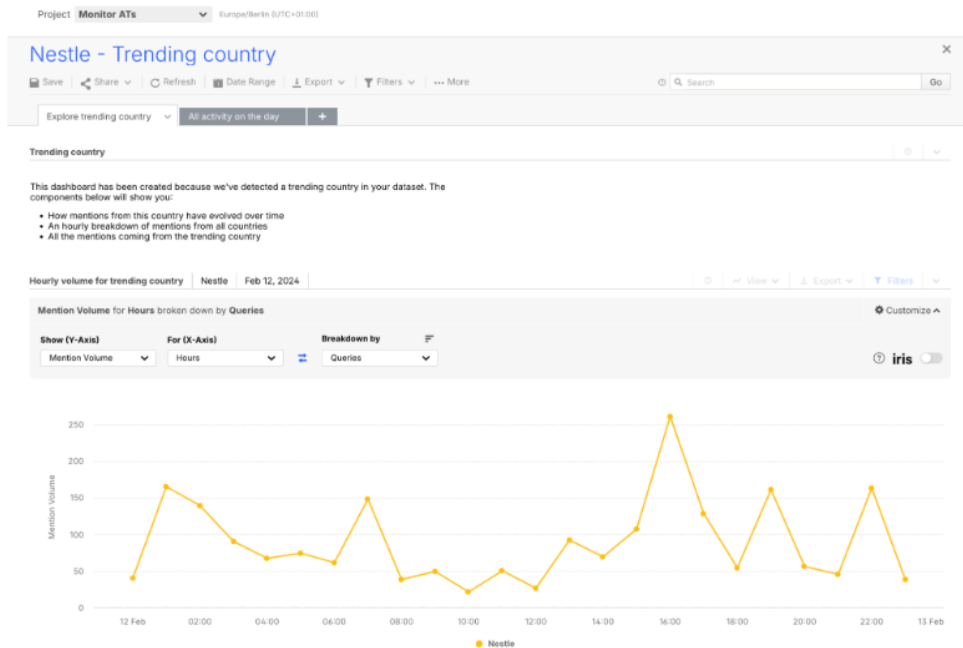 Project Monitor ATs Europe/Berlin (UTC+01:00)
Nestle - Trending country
Save Share Refresh Date Range Export Filters ••• More Search Go
Explore trending country All activity on the day +
Trending country
This dashboard has been created because we've detected a trending country in your dataset. The
components below will show you:
• How mentions from this country have evolved over time
• An hourly breakdown of mentions from all countries
• All the mentions coming from the trending country
Hourly volume for trending country Nestle Feb 12, 2024 View Export Filters
Mention Volume for Hours broken down by Queries Customize
Show (Y-Axis) For (X-Axis) Breakdown by
Mention Volume Hours Queries
? iris
250
200
150
100
50
0
Mention Volume
12 Feb 02:00 04:00 06:00 08:00 10:00 12:00 14:00 16:00 18:00 20:00 22:00 13 Feb
Nestle